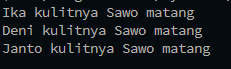 Ika kulitnya Sawo matang
Deni kulitnya Sawo matang
Janto kulitnya Sawo matang